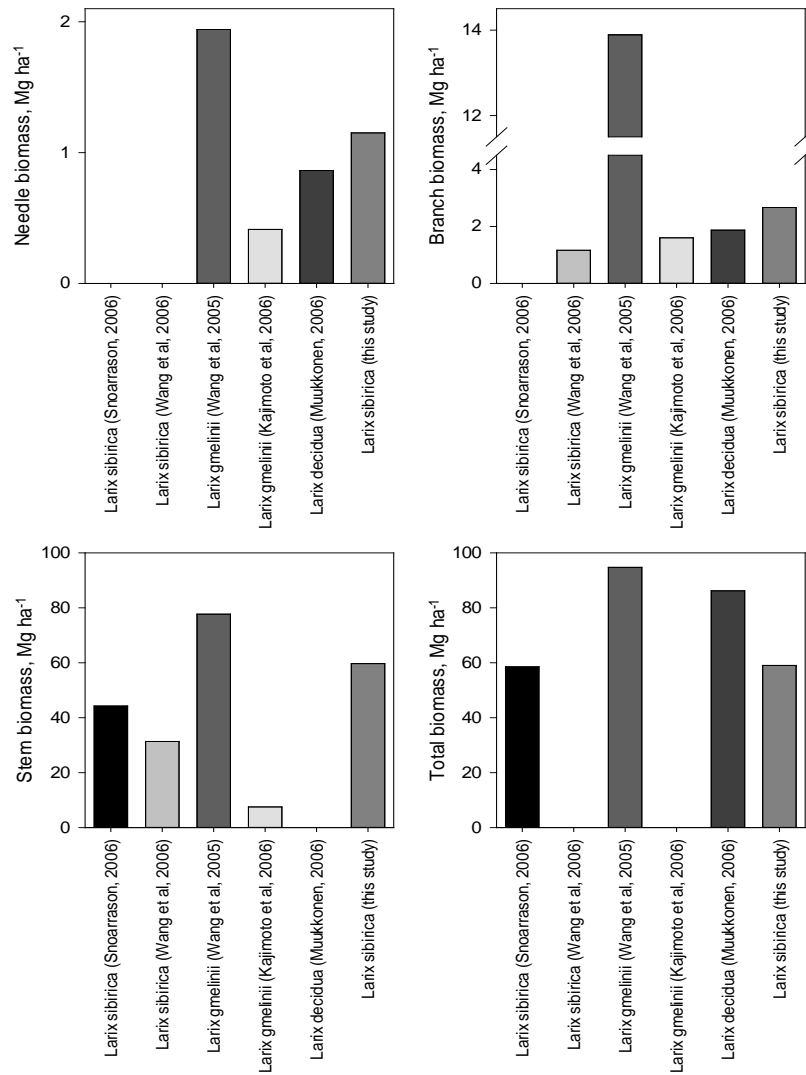 Needle biomass, Mg ha-1
2
1
0
Larix sibirica (Snoarrason, 2006)
Larix sibirica (Wang et al, 2006)
Larix gmelinii (Wang et al, 2005)
Larix gmelinii (Kajimoto et al, 2006)
Larix decidua (Muukkonen, 2006)
Larix sibirica (this study)
Branch biomass, Mg ha-1
14
12
4
2
0
Larix sibirica (Snoarrason, 2006)
Larix sibirica (Wang et al, 2006)
Larix gmelinii (Wang et al, 2005)
Larix gmelinii (Kajimoto et al, 2006)
Larix decidua (Muukkonen, 2006)
Larix sibirica (this study)
Stem biomass, Mg ha-1
100
80
60
40
20
0
Larix sibirica (Snoarrason, 2006)
Larix sibirica (Wang et al, 2006)
Larix gmelinii (Wang et al, 2005)
Larix gmelinii (Kajimoto et al, 2006)
Larix decidua (Muukkonen, 2006)
Larix sibirica (this study)
Total biomass, Mg ha-1
100
80
60
40
20
0
Larix sibirica (Snoarrason, 2006)
Larix sibirica (Wang et al, 2006)
Larix gmelinii (Wang et al, 2005)
Larix gmelinii (Kajimoto et al, 2006)
Larix decidua (Muukkonen, 2006)
Larix sibirica (this study)